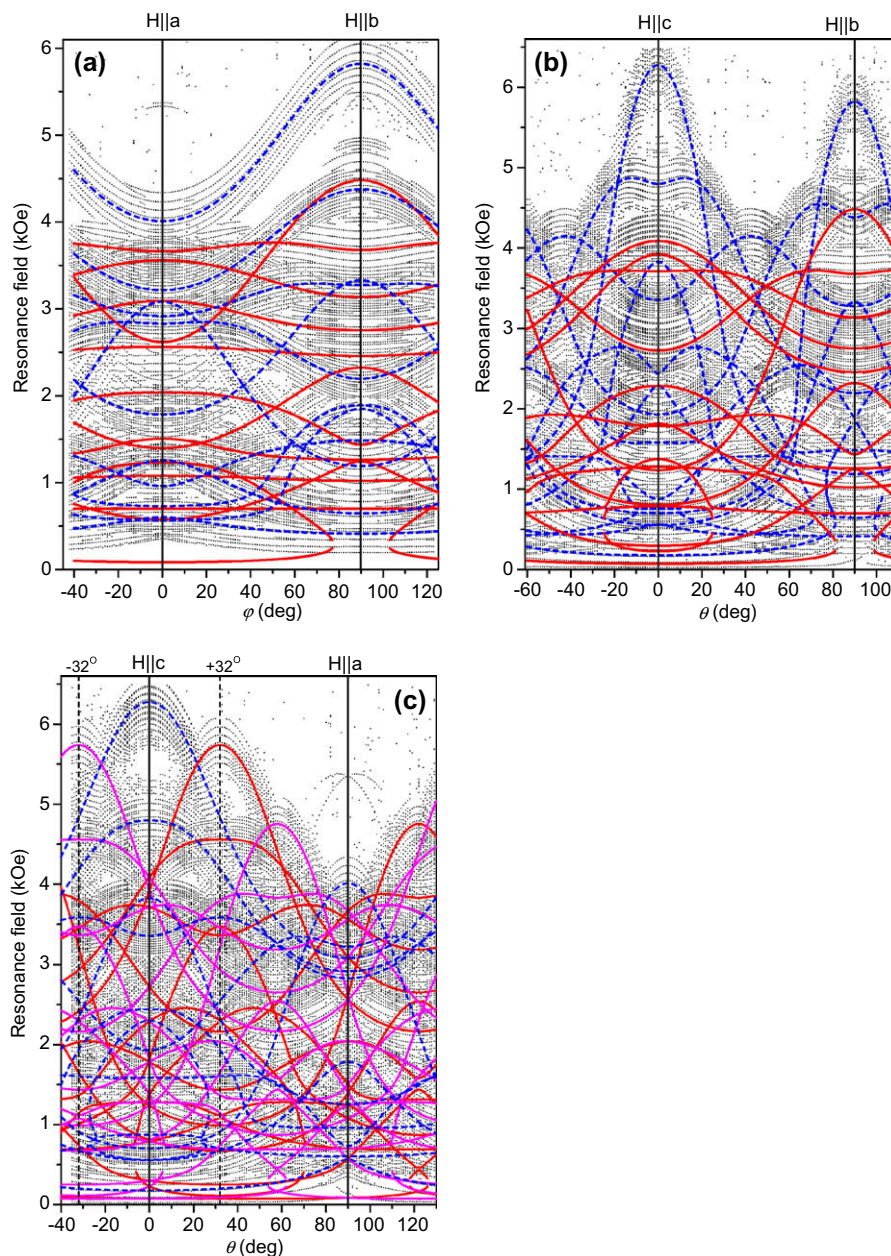 H||a H||b
(a)
Resonance field (kOe)
6
5
4
3
2
1
0
-40 -20 0 20 40 60 80 100 120
φ (deg)
H||c H||b
(b)
Resonance field (kOe)
6
5
4
3
2
1
0
-60 -40 -20 0 20 40 60 80 100
θ (deg)
-32° H||c +32° H||a
(c)
Resonance field (kOe)
6
5
4
3
2
1
0
-40 -20 0 20 40 60 80 100 120
θ (deg)